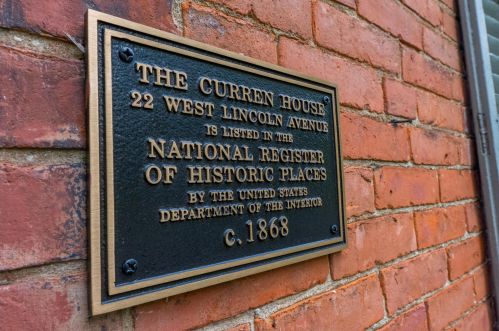 THE CURREN HOUSE
22 WEST LINCOLN AVENUE
IS LISTED IN THE
NATIONAL REGISTER
OF HISTORIC PLACES
BY THE UNITED STATES
DEPARTMENT OF THE INTERIOR
c.1868